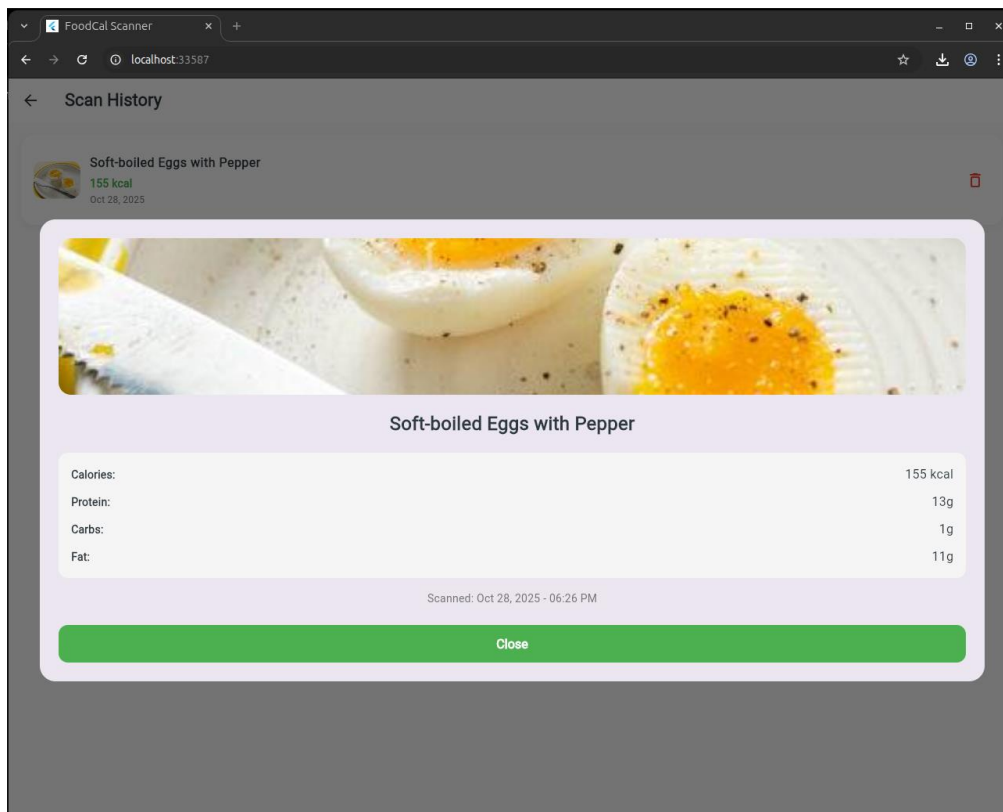 FoodCal Scanner
localhost:33587
Scan History
Soft-boiled Eggs with Pepper
155 kcal
Oct 28, 2025
Soft-boiled Eggs with Pepper
Calories: 155 kcal
Protein: 13g
Carbs: 1g
Fat: 11g
Scanned: Oct 28, 2025 - 06:26 PM
Close